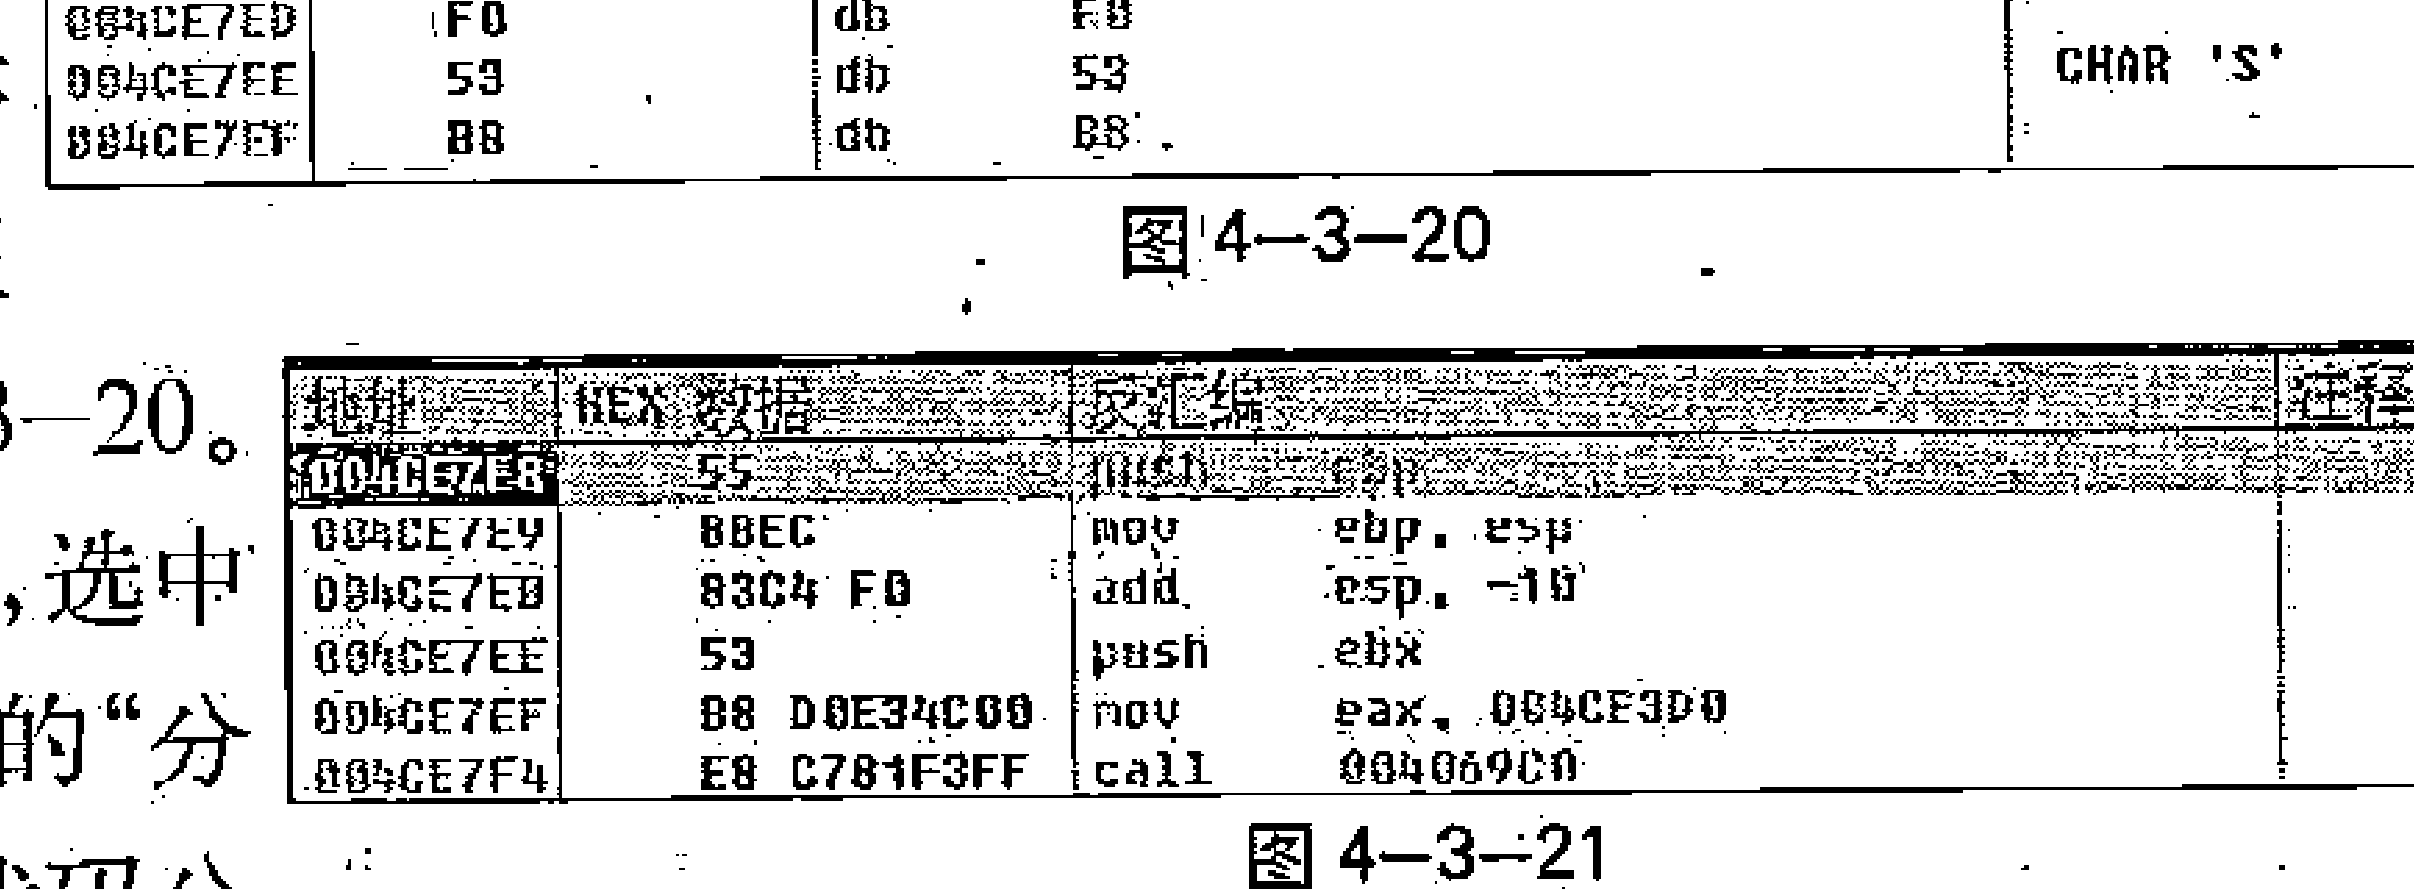 004CE7ED F0 db F0
004CE7EE 53 db 53 CHAR 'S'
004CE7EF B8 db B8
图 4-3-20
3-20。
地址 HEX 数据 反汇编 注释
004CE7E8 55 push ebp
004CE7E9 8BEC mov ebp, esp
,选中
004CE7EB 83C4 F0 add esp, -10
004CE7EE 53 push ebx
的“分
004CE7EF B8 D0E34C00 mov eax, 004CE3D0
004CE7F4 E8 C781F3FF call 004069C0
图 4-3-21